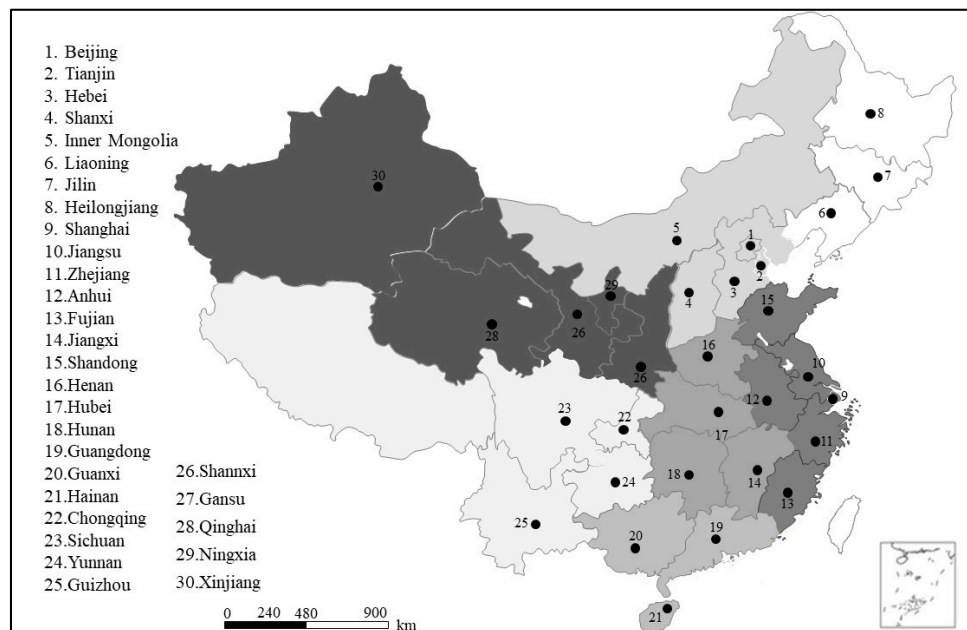 1. Beijing
2. Tianjin
3. Hebei
4. Shanxi
5. Inner Mongolia
6. Liaoning
7. Jilin
8. Heilongjiang
9. Shanghai
10.Jiangsu
11.Zhejiang
12.Anhui
13.Fujian
14.Jiangxi
15.Shandong
16.Henan
17.Hubei
18.Hunan
19.Guangdong
20.Guanxi
21.Hainan
22.Chongqing
23.Sichuan
24.Yunnan
25.Guizhou
26.Shannxi
27.Gansu
28.Qinghai
29.Ningxia
30.Xinjiang
0 240 480 900
km
8
7
30
6
5
1
2
3
4
29
15
26
28
16
26
10
9
12
23
22
17
11
18
14
24
13
25
20
19
21